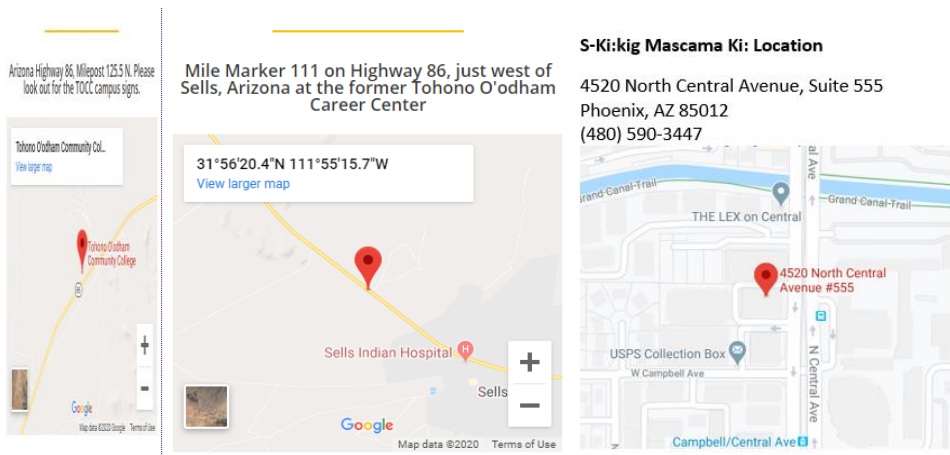 Arizona Highway 86, Milepost 125.5 N. Please
look out for the TOCC campus signs.
Tohono O'odham Community Col...
View larger map
Tohono O'odham
Community College
86
Google
Map data ©2020 Google Terms of Use
Mile Marker 111 on Highway 86, just west of
Sells, Arizona at the former Tohono O'odham
Career Center
31°56'20.4"N 111°55'15.7"W
View larger map
Sells Indian Hospital
H
Sells
Google
Map data ©2020 Terms of Use
S-Ki:kig Mascama Ki: Location
4520 North Central Avenue, Suite 555
Phoenix, AZ 85012
(480) 590-3447
al Ave
Grand Canal-Trail
Grand Canal-Trail
THE LEX on Central
4520 North Central
Avenue #555
USPS Collection Box
W Campbell Ave
N Central Ave
Campbell/Central Ave